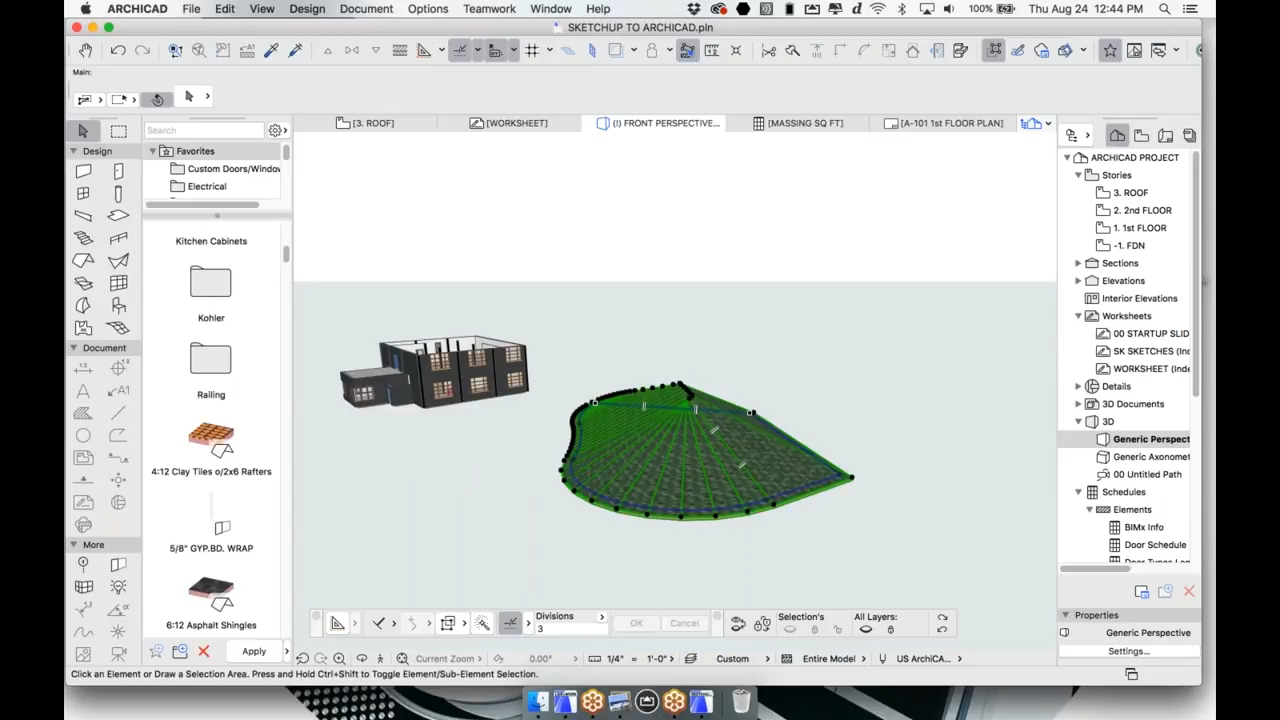 ARCHICAD File Edit View Design Document Options Teamwork Window Help 100% Thu Aug 24 12:44 PM
SKETCHUP TO ARCHICAD.pln
Main:
Search
[3. ROOF]
[WORKSHEET]
(!) FRONT PERSPECTIVE...
[MASSING SQ FT]
[A-101 1st FLOOR PLAN]
Design
Document
More
Favorites
Custom Doors/Window
Electrical
Kitchen Cabinets
Kohler
Railing
4:12 Clay Tiles o/2x6 Rafters
5/8" GYP.BD. WRAP
6:12 Asphalt Shingles
Apply
ARCHICAD PROJECT
Stories
3. ROOF
2. 2nd FLOOR
1. 1st FLOOR
-1. FDN
Sections
Elevations
Interior Elevations
Worksheets
00 STARTUP SLID
SK SKETCHES (Ind
WORKSHEET (Ind
Details
3D Documents
3D
Generic Perspect
Generic Axonomet
00 Untitled Path
Schedules
Elements
BIMx Info
Door Schedule
Properties
Generic Perspective
Settings...
Divisions
3
OK
Cancel
Selection's
All Layers:
Current Zoom
0.00°
1/4" = 1'-0"
Custom
Entire Model
US ArchiCA...
Click an Element or Draw a Selection Area. Press and Hold Ctrl+Shift to Toggle Element/Sub-Element Selection.